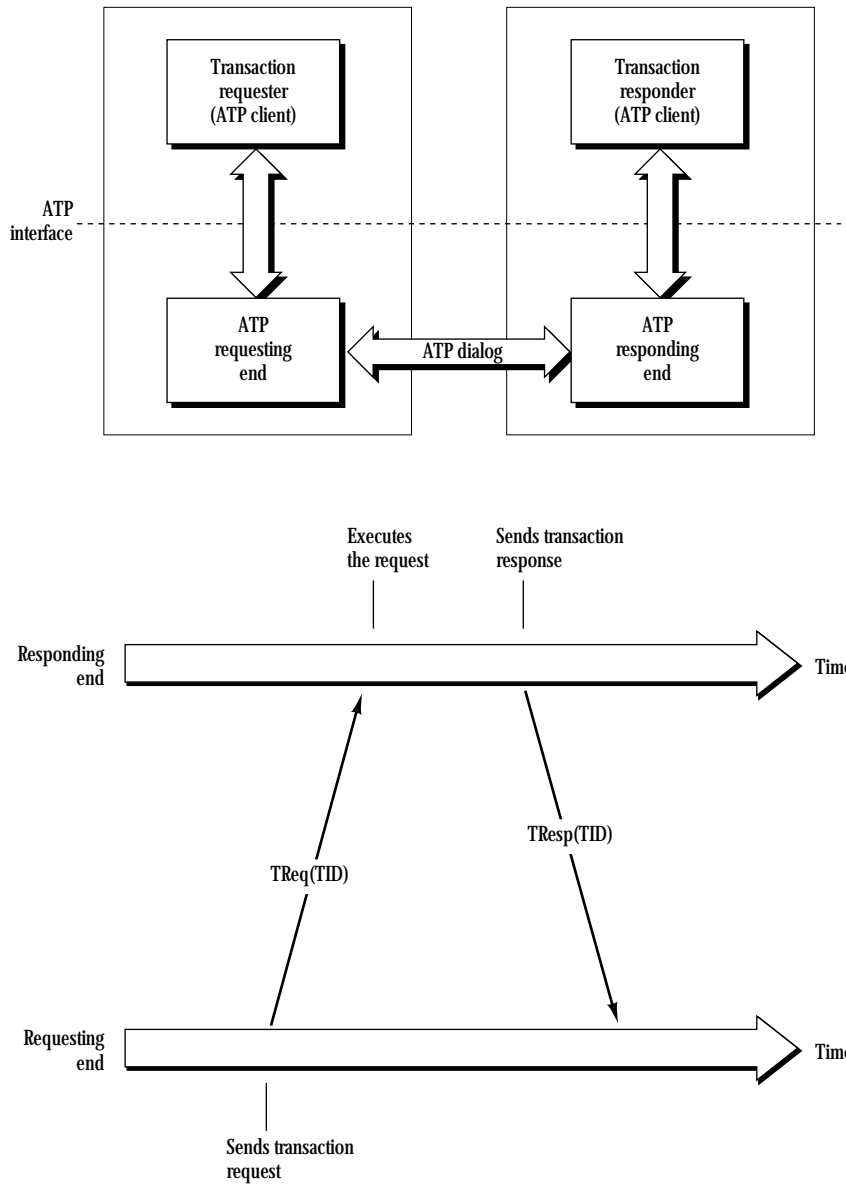 Transaction
requester
(ATP client)
Transaction
responder
(ATP client)
ATP
interface
ATP
requesting
end
ATP dialog
ATP
responding
end
Executes
the request
Sends transaction
response
Responding
end
Time
TReq(TID)
TResp(TID)
Requesting
end
Time
Sends transaction
request